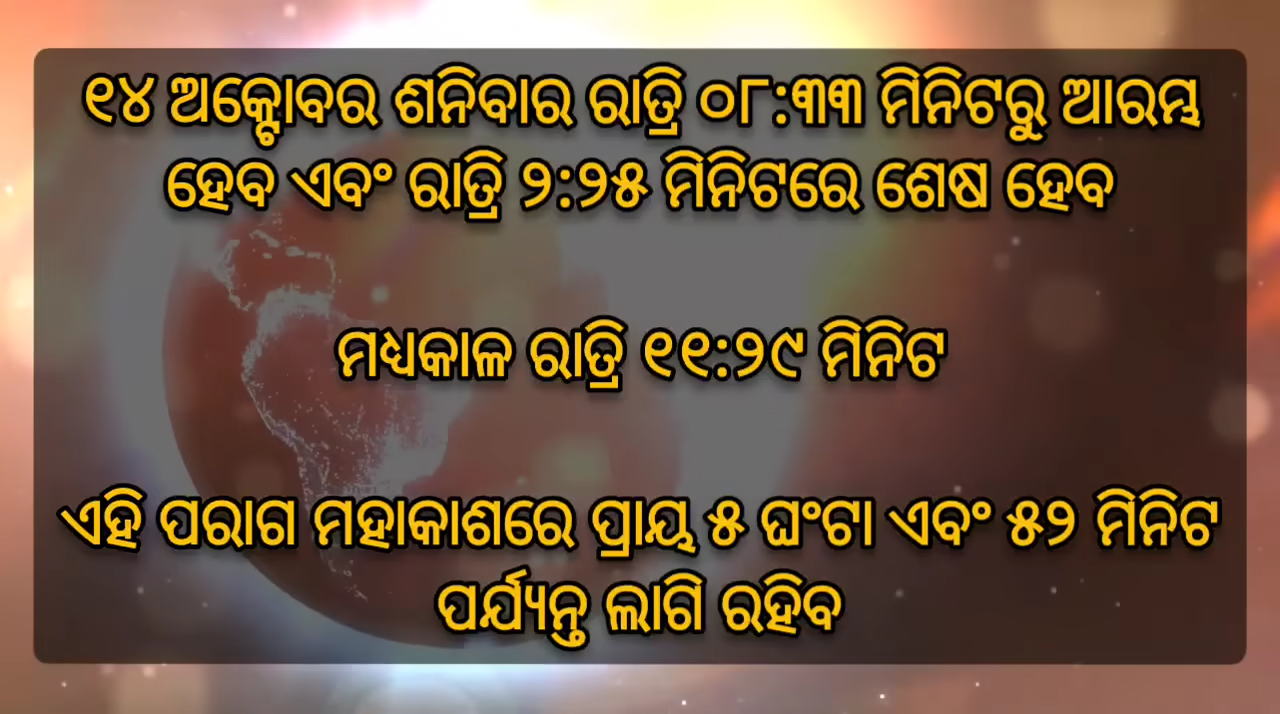 ୧୪ ଅକ୍ଟୋବର ଶନିବାର ରାତ୍ରି ୦୮:୩୩ ମିନିଟରୁ ଆରମ୍ଭ
ହେବ ଏବଂ ରାତ୍ରି ୨:୨୫ ମିନିଟରେ ଶେଷ ହେବ
ମଧ୍ୟକାଳ ରାତ୍ରି ୧୧:୨୯ ମିନିଟ
ଏହି ପରାଗ ମହାକାଶରେ ପ୍ରାୟ ୫ ଘଂଟା ଏବଂ ୫୨ ମିନିଟ
ପର୍ଯ୍ୟନ୍ତ ଲାଗି ରହିବ